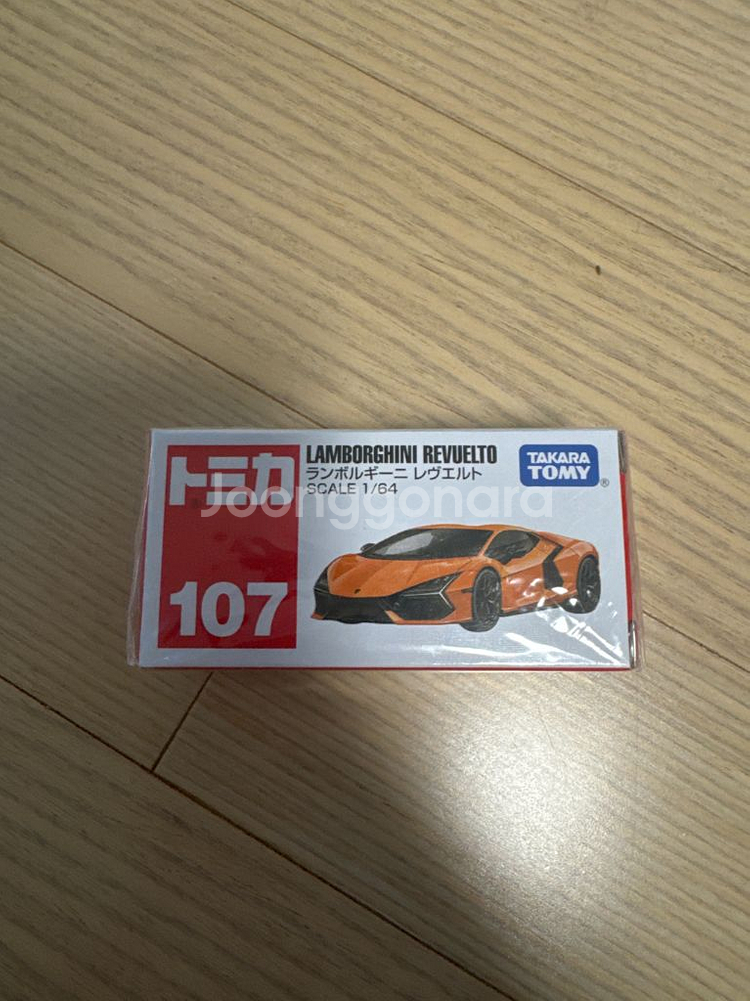 トミカ
107
LAMBORGHINI REVUELTO
ランボルギーニ レヴエルト
SCALE 1/64
TAKARA
TOMY®
Joonggonara